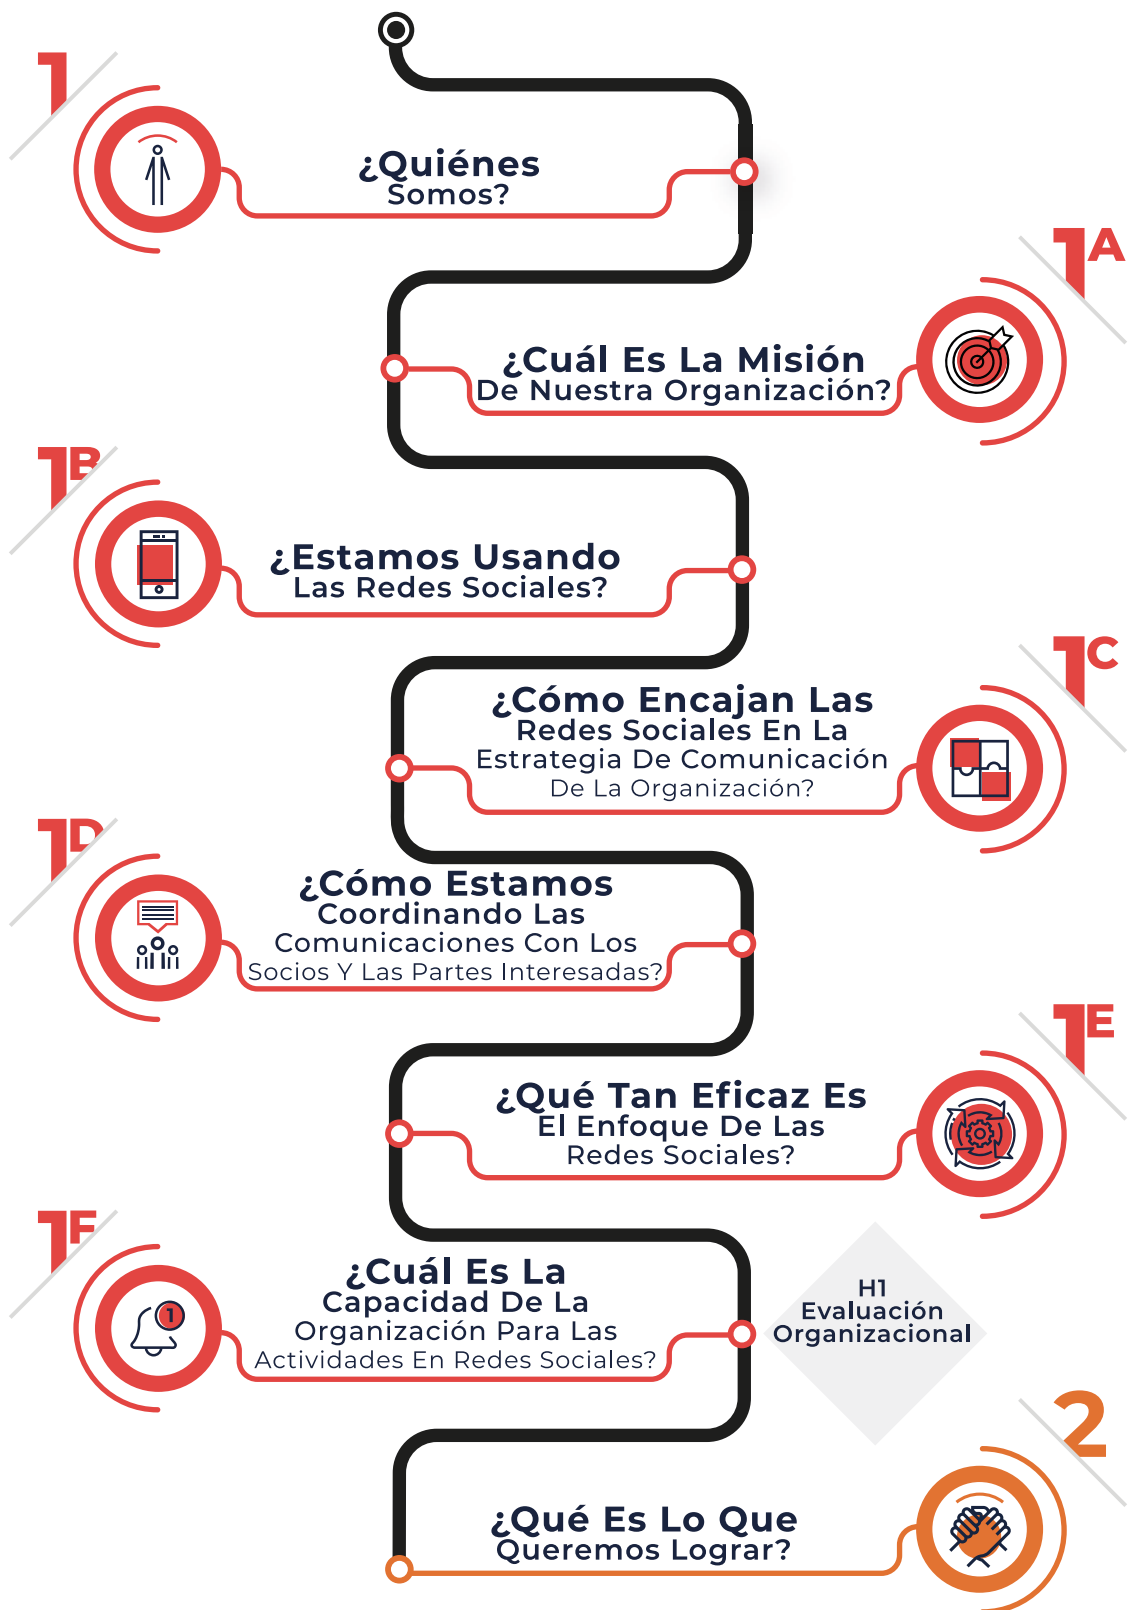 1
¿Quiénes
Somos?
1A
¿Cuál Es La Misión
De Nuestra Organización?
1B
¿Estamos Usando
Las Redes Sociales?
1C
¿Cómo Encajan Las
Redes Sociales En La
Estrategia De Comunicación
De La Organización?
1D
¿Cómo Estamos
Coordinando Las
Comunicaciones Con Los
Socios Y Las Partes Interesadas?
1E
¿Qué Tan Eficaz Es
El Enfoque De Las
Redes Sociales?
1F
¿Cuál Es La
Capacidad De La
Organización Para Las
Actividades En Redes Sociales?
1
H1
Evaluación
Organizacional
2
¿Qué Es Lo Que
Queremos Lograr?